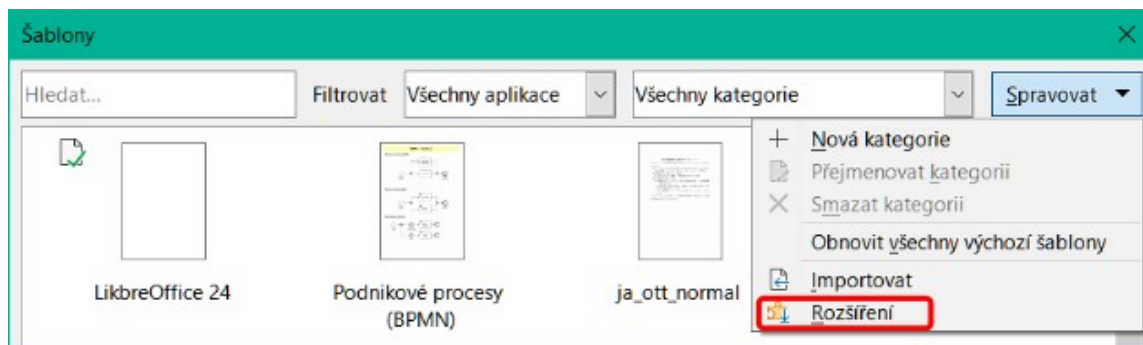 Šablony
Hledat...
Filtrovat
Všechny aplikace
Všechny kategorie
Spravovat
Nová kategorie
Přejmenovat kategorii
Smazat kategorii
Obnovit všechny výchozí šablony
Importovat
Rozšíření
LikbreOffice 24
Podnikové procesy
(BPMN)
ja_ott_normal